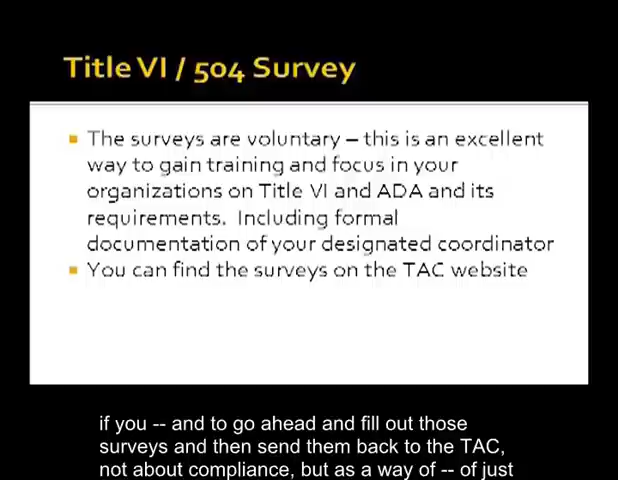 Title VI / 504 Survey
The surveys are voluntary – this is an excellent
way to gain training and focus in your
organizations on Title VI and ADA and its
requirements.  Including formal
documentation of your designated coordinator
You can find the surveys on the TAC website
if you -- and to go ahead and fill out those
surveys and then send them back to the TAC,
not about compliance, but as a way of -- of just